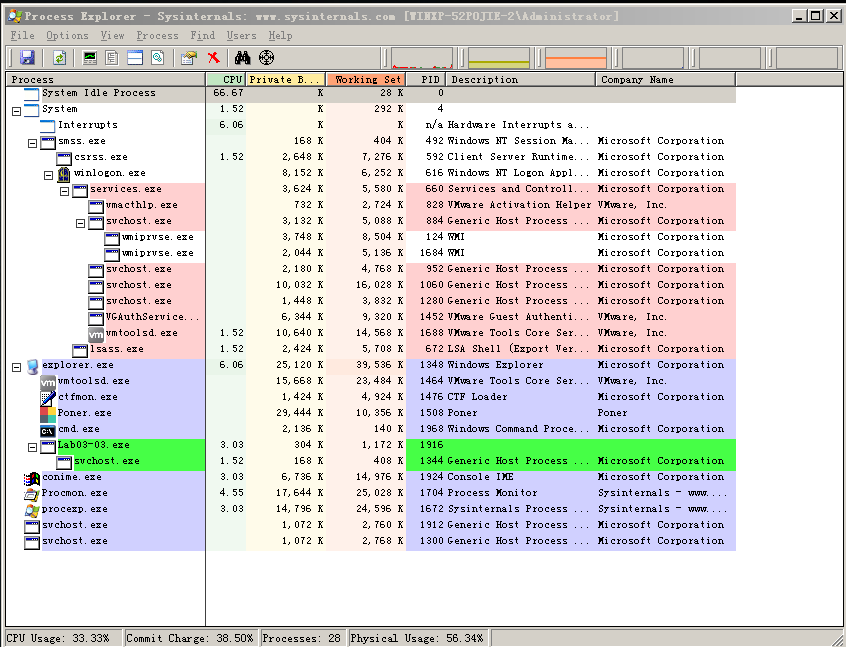 Process Explorer - Sysinternals: www.sysinternals.com [WINXP-52POJIE-2\Administrator]
File Options View Process Find Users Help
Process CPU Private B... Working Set PID Description Company Name
System Idle Process 66.67 K 28 K 0
System 1.52 K 292 K 4
Interrupts 6.06 K K n/a Hardware Interrupts a...
smss.exe 168 K 404 K 492 Windows NT Session Ma... Microsoft Corporation
csrss.exe 1.52 2,648 K 7,276 K 592 Client Server Runtime... Microsoft Corporation
winlogon.exe 8,152 K 6,252 K 616 Windows NT Logon Appl... Microsoft Corporation
services.exe 3,624 K 5,580 K 660 Services and Controll... Microsoft Corporation
vmacthlp.exe 732 K 2,724 K 828 VMware Activation Helper VMware, Inc.
svchost.exe 3,132 K 5,088 K 884 Generic Host Process ... Microsoft Corporation
wmiprvse.exe 3,748 K 8,504 K 124 WMI Microsoft Corporation
wmiprvse.exe 2,044 K 5,136 K 1684 WMI Microsoft Corporation
svchost.exe 2,180 K 4,768 K 952 Generic Host Process ... Microsoft Corporation
svchost.exe 10,032 K 16,028 K 1060 Generic Host Process ... Microsoft Corporation
svchost.exe 1,448 K 3,832 K 1280 Generic Host Process ... Microsoft Corporation
VGAuthService... 6,344 K 9,320 K 1452 VMware Guest Authenti... VMware, Inc.
vmtoolsd.exe 1.52 10,640 K 14,568 K 1688 VMware Tools Core Ser... VMware, Inc.
lsass.exe 1.52 2,424 K 5,708 K 672 LSA Shell (Export Ver... Microsoft Corporation
explorer.exe 6.06 25,120 K 39,536 K 1348 Windows Explorer Microsoft Corporation
vmtoolsd.exe 15,668 K 23,484 K 1464 VMware Tools Core Ser... VMware, Inc.
ctfmon.exe 1,424 K 4,924 K 1476 CTF Loader Microsoft Corporation
Poner.exe 29,444 K 10,356 K 1508 Poner Poner
cmd.exe 2,136 K 140 K 1968 Windows Command Proce... Microsoft Corporation
Lab03-03.exe 3.03 304 K 1,172 K 1916
svchost.exe 1.52 168 K 408 K 1344 Generic Host Process ... Microsoft Corporation
conime.exe 3.03 6,736 K 14,976 K 1924 Console IME Microsoft Corporation
Procmon.exe 4.55 17,644 K 25,028 K 1704 Process Monitor Sysinternals - www....
procexp.exe 3.03 14,796 K 24,596 K 1672 Sysinternals Process ... Sysinternals - www....
svchost.exe 1,072 K 2,760 K 1912 Generic Host Process ... Microsoft Corporation
svchost.exe 1,072 K 2,768 K 1300 Generic Host Process ... Microsoft Corporation
CPU Usage: 33.33% Commit Charge: 38.50% Processes: 28 Physical Usage: 56.34%